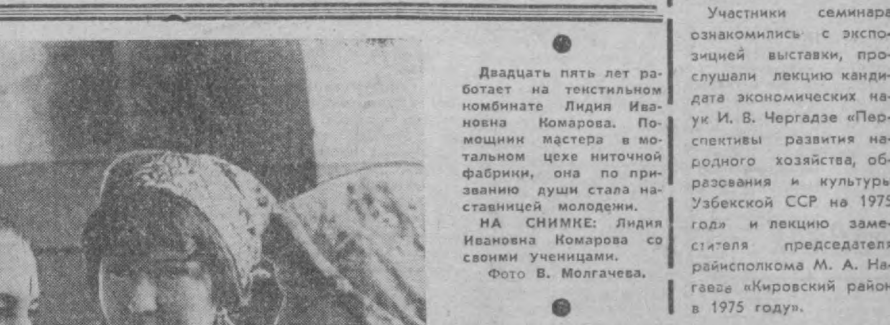 Двадцать пять лет ра-
ботает на текстильном
комбинате Лидия Ива-
новна Комарова. По-
мощник мастера в мо-
тальном цехе ниточной
фабрики, она по при-
званию души стала на-
ставницей молодежи.
НА СНИМКЕ: Лидия
Ивановна Комарова со
своими ученицами.
Фото В. Молгачева.
Участники семинара
ознакомились с экспо-
зицией выставки, про-
слушали лекцию канди-
дата экономических на-
ук И. В. Чергадзе «Пер-
спективы развития на-
родного хозяйства, об-
разования и культуры
Узбекской ССР на 1975
год» и лекцию заме-
стителя председателя
райисполкома М. А. На-
гаева «Кировский район
в 1975 году».